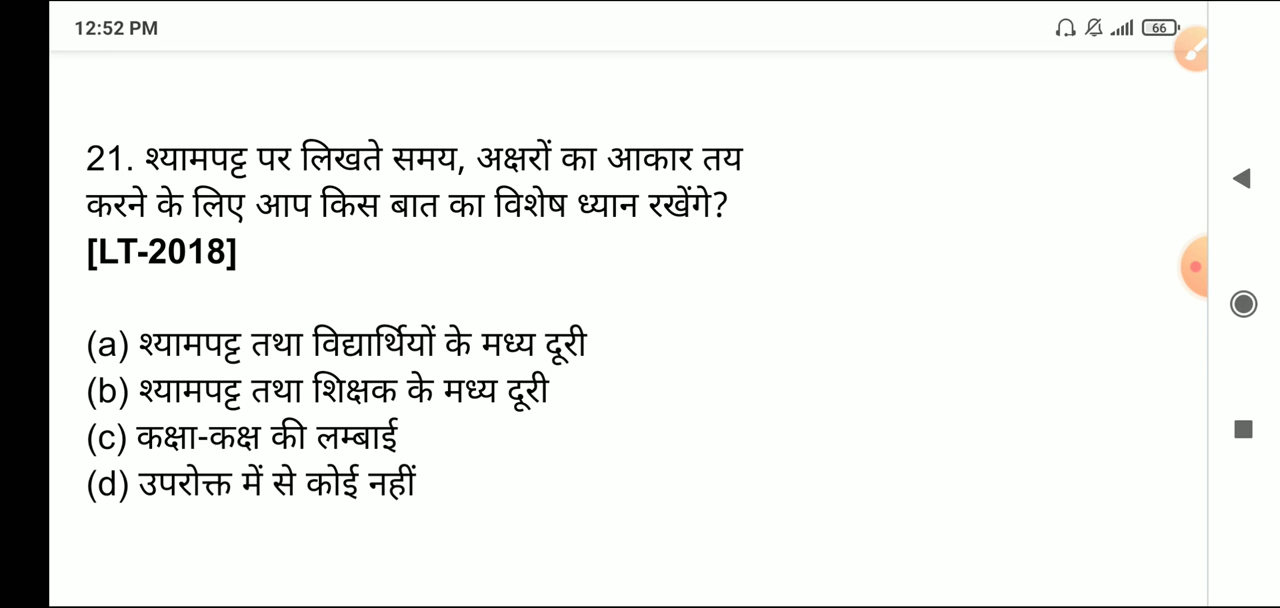 12:52 PM
66
21. श्यामपट्ट पर लिखते समय, अक्षरों का आकार तय
करने के लिए आप किस बात का विशेष ध्यान रखेंगे?
[LT-2018]
(a) श्यामपट्ट तथा विद्यार्थियों के मध्य दूरी
(b) श्यामपट्ट तथा शिक्षक के मध्य दूरी
(c) कक्षा-कक्ष की लम्बाई
(d) उपरोक्त में से कोई नहीं